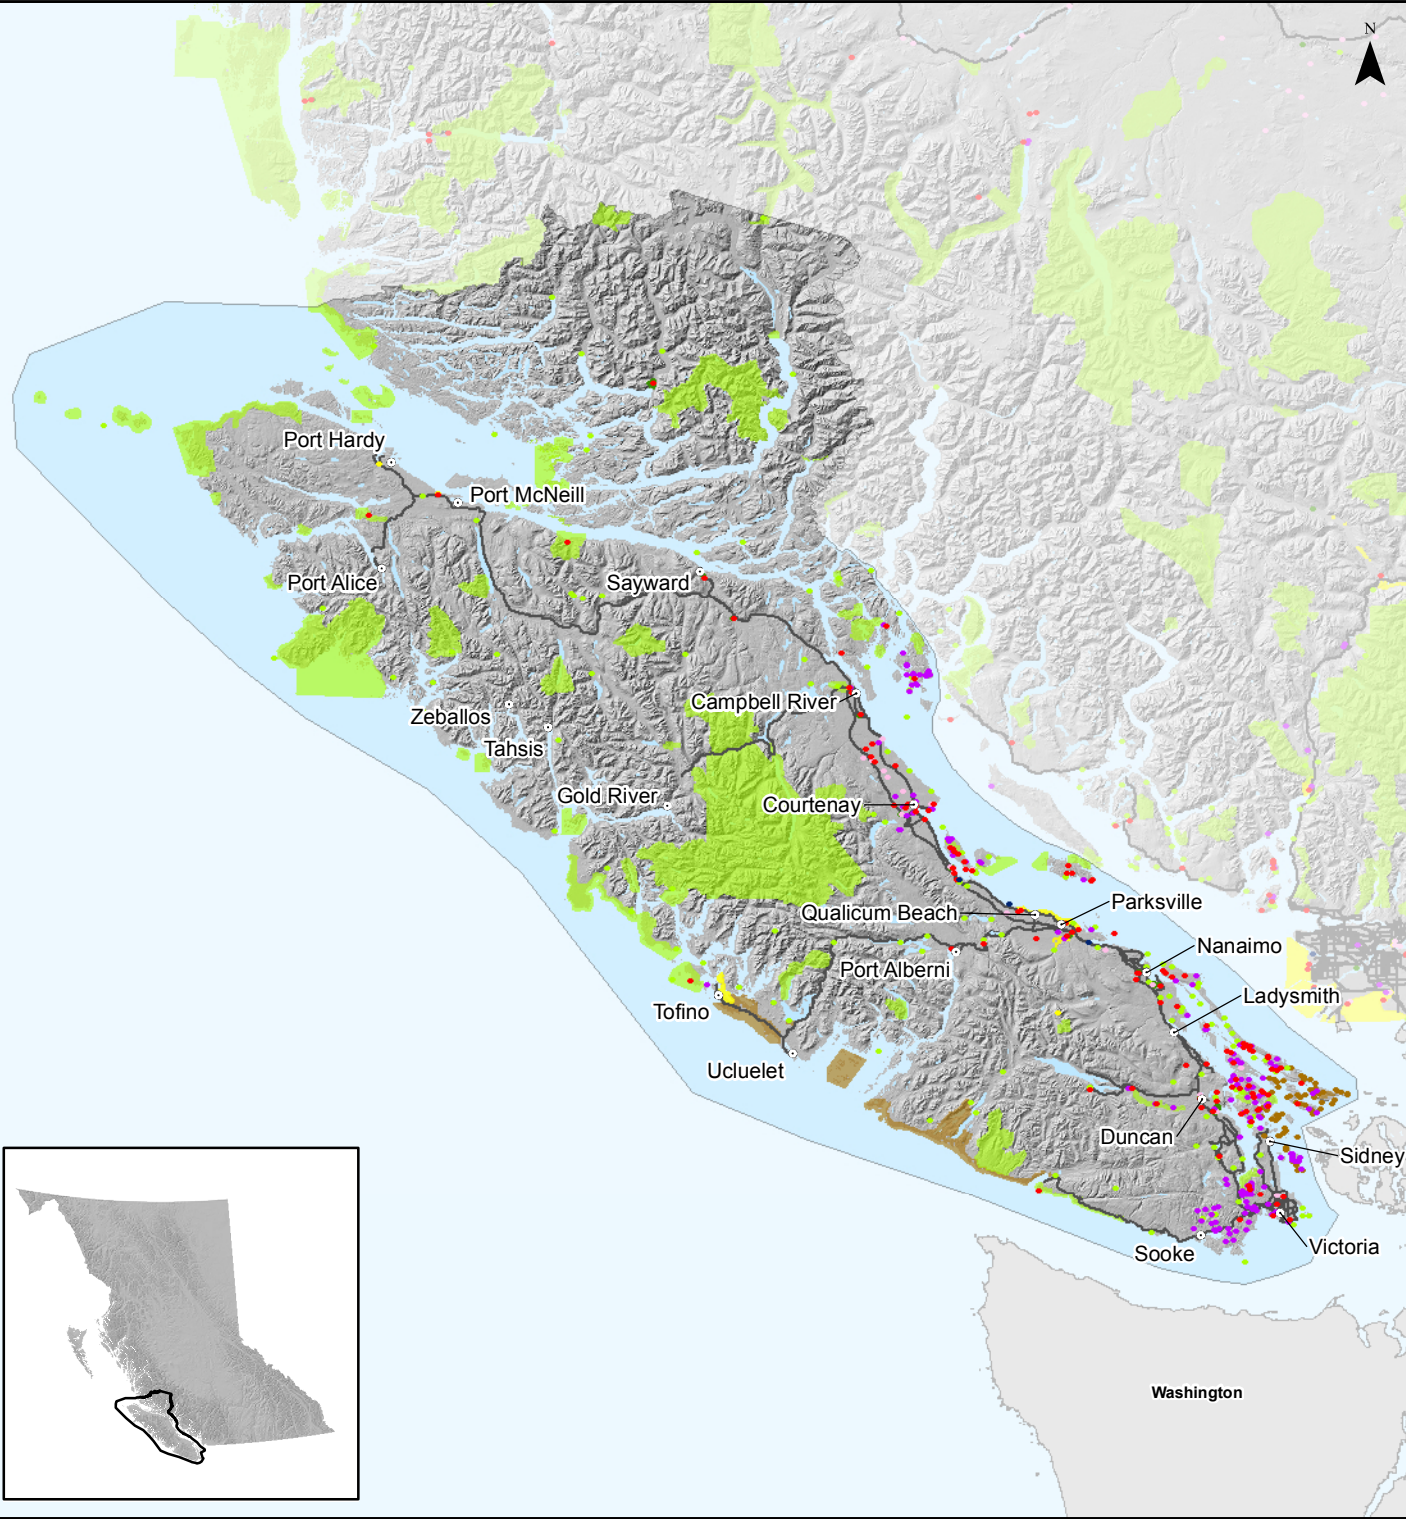 N
Port Hardy
Port McNeill
Port Alice
Sayward
Campbell River
Zeballos
Tahsis
Gold River
Courtenay
Qualicum Beach
Parksville
Nanaimo
Port Alberni
Ladysmith
Tofino
Ucluelet
Duncan
Sidney
Sooke
Victoria
Washington